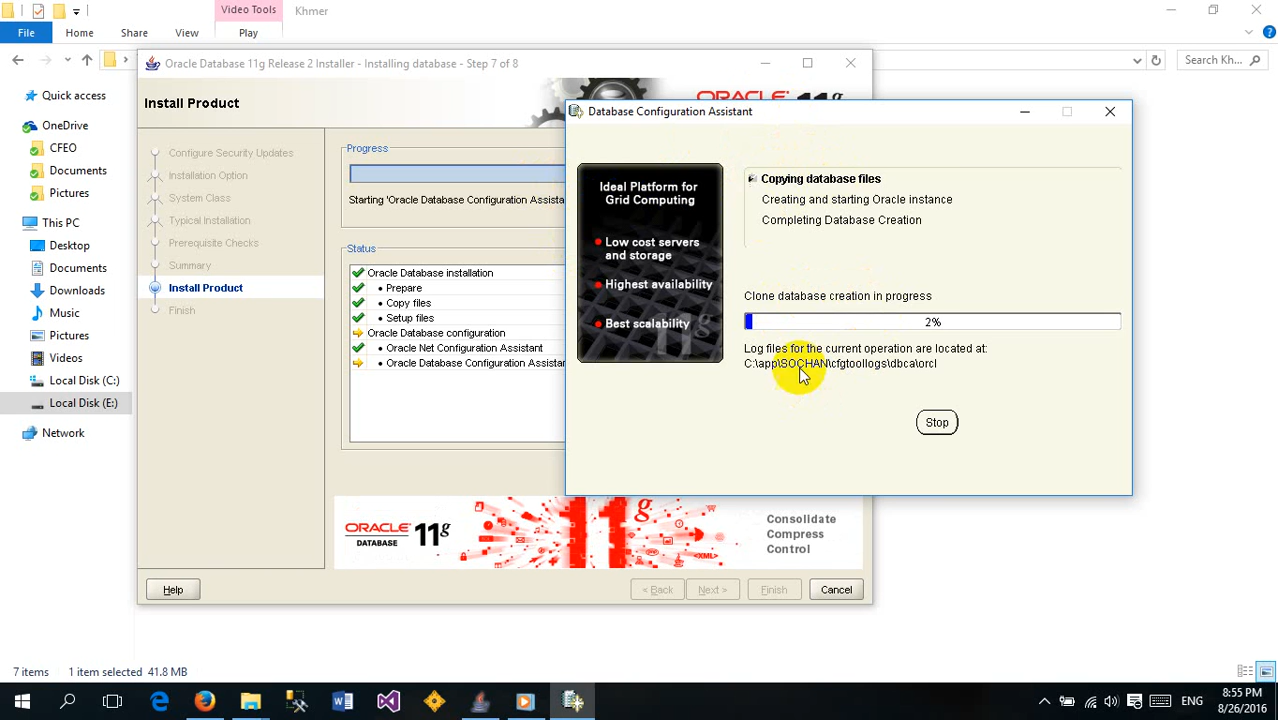 Video Tools
Khmer
File
Home
Share
View
Play
Search Kh...
Quick access
OneDrive
CFEO
Documents
Pictures
This PC
Desktop
Documents
Downloads
Music
Pictures
Videos
Local Disk (C:)
Local Disk (E:)
Network
7 items
1 item selected 41.8 MB
Oracle Database 11g Release 2 Installer - Installing database - Step 7 of 8
Install Product
ORACLE
11g
Configure Security Updates
Installation Option
System Class
Typical Installation
Prerequisite Checks
Summary
Install Product
Finish
Progress
Starting 'Oracle Database Configuration Assista
Status
Oracle Database installation
• Prepare
• Copy files
• Setup files
Oracle Database configuration
• Oracle Net Configuration Assistant
• Oracle Database Configuration Assistan
ORACLE
DATABASE
11g
11g
<XML>
Consolidate
Compress
Control
Help
< Back
Next >
Finish
Cancel
Database Configuration Assistant
Ideal Platform for
Grid Computing
Low cost servers
and storage
Highest availability
Best scalability
11g
Copying database files
Creating and starting Oracle instance
Completing Database Creation
Clone database creation in progress
2%
Log files for the current operation are located at:
C:\app\SOCHAN\cfgtoollogs\dbca\orcl
Stop
ENG
8:55 PM
8/26/2016